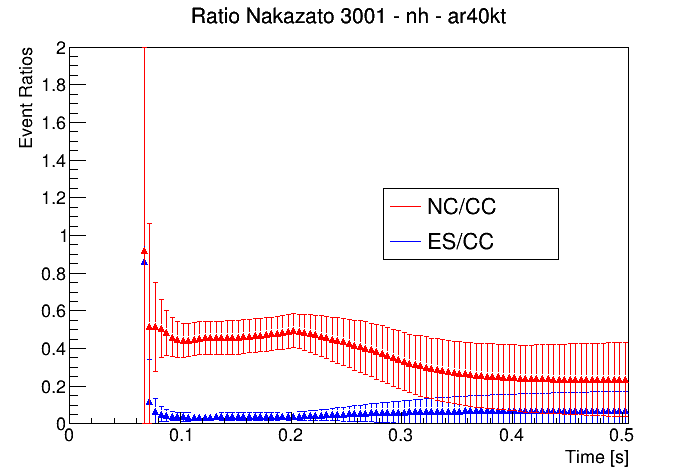 Ratio Nakazato 3001 - nh - ar40kt
Event Ratios
2
1.8
1.6
1.4
1.2
1
0.8
0.6
0.4
0.2
0
NC/CC
ES/CC
0 0.1 0.2 0.3 0.4 0.5
Time [s]